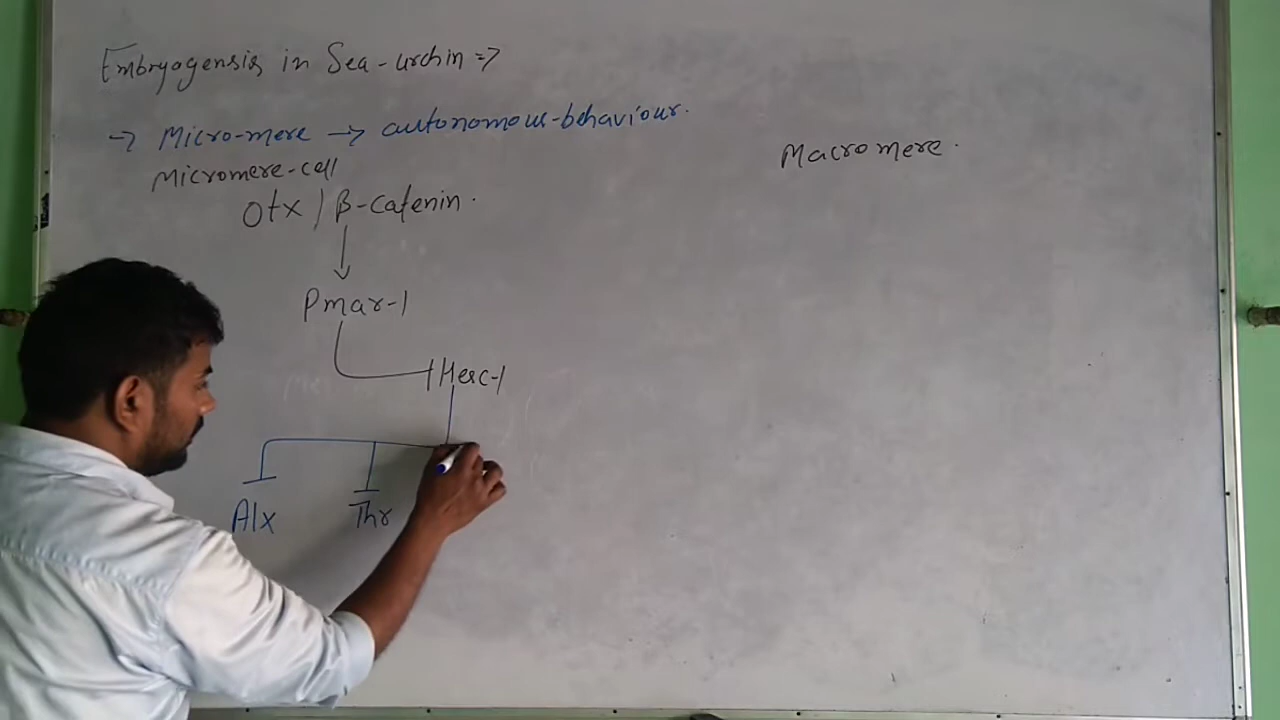 Embryogensis in Sea-urchin =>
-> Micro-mere -> autonomous-behaviour.
Macromere.
Micromere-cell
Otx / β-Catenin.
Pmar-1
Hesc-1
Alx
Thr